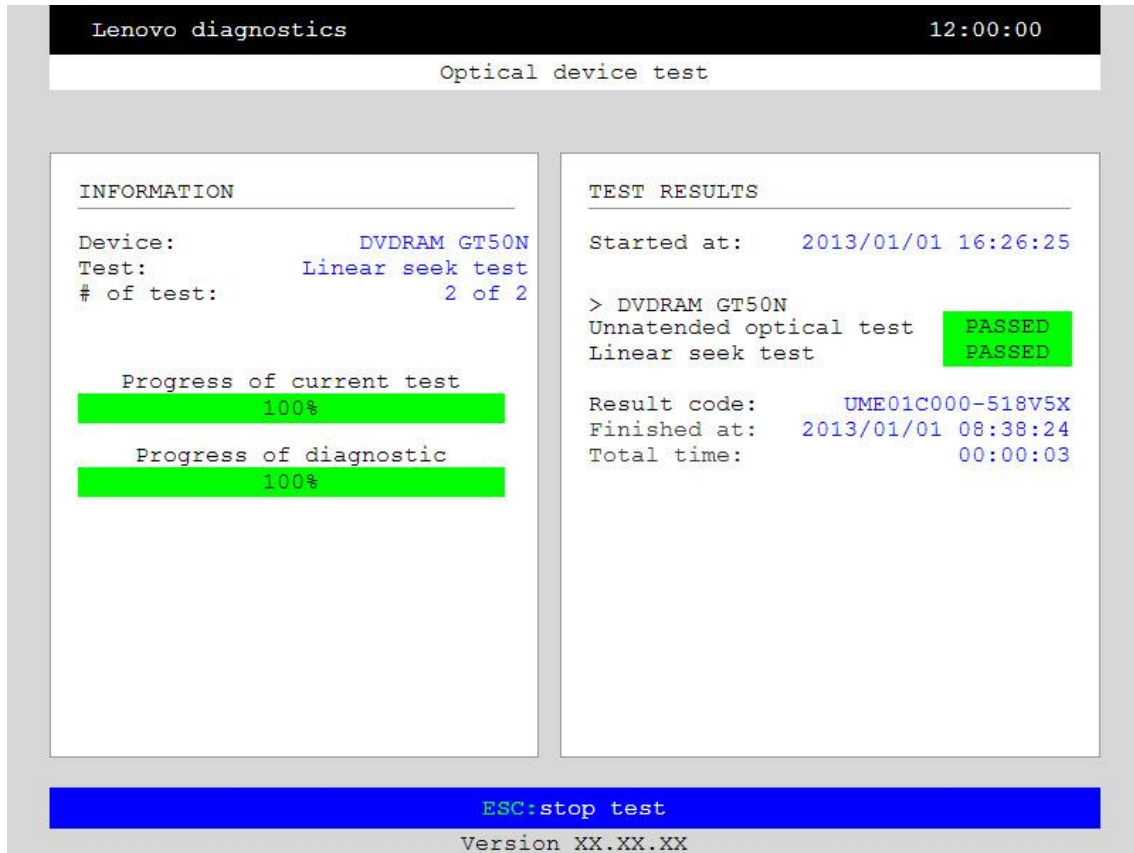 Lenovo diagnostics 12:00:00
Optical device test
INFORMATION
Device: DVDRAM GT50N
Test: Linear seek test
# of test: 2 of 2
Progress of current test
100%
Progress of diagnostic
100%
TEST RESULTS
Started at: 2013/01/01 16:26:25
> DVDRAM GT50N
Unnatended optical test PASSED
Linear seek test PASSED
Result code: UME01C000-518V5X
Finished at: 2013/01/01 08:38:24
Total time: 00:00:03
ESC:stop test
Version XX.XX.XX